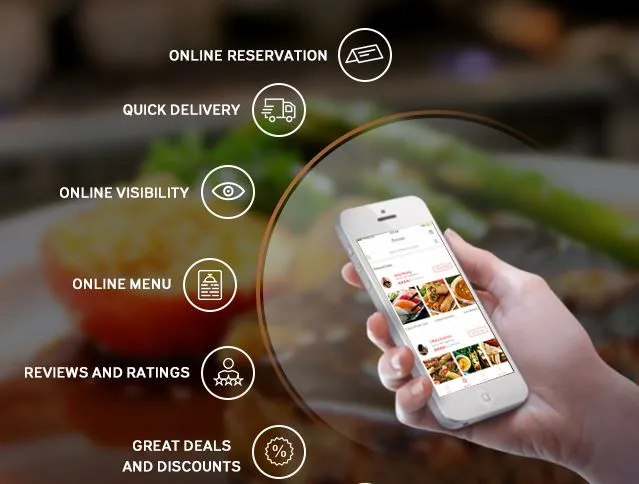 ONLINE RESERVATION
QUICK DELIVERY
ONLINE VISIBILITY
ONLINE MENU
REVIEWS AND RATINGS
GREAT DEALS
AND DISCOUNTS
%